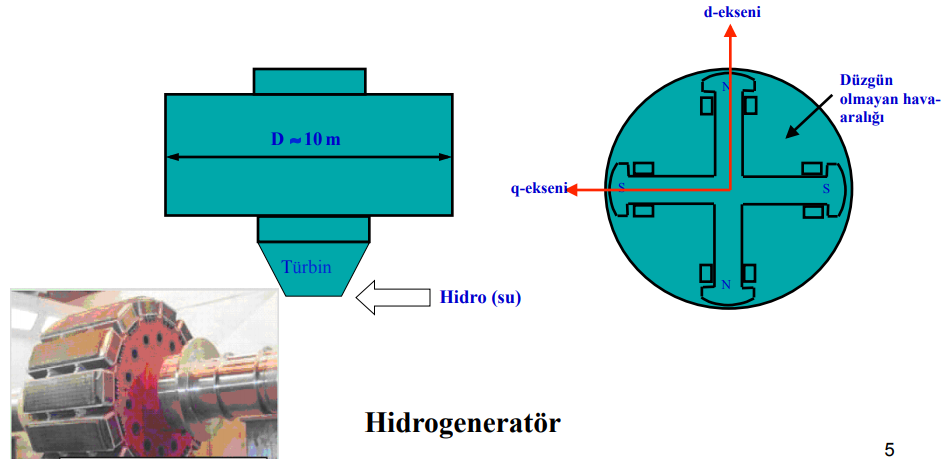 d-ekseni
N
Düzgün
olmayan hava-
aralığı
D ≈ 10 m
q-ekseni
S
S
Türbin
N
Hidro (su)
Hidrogeneratör
5